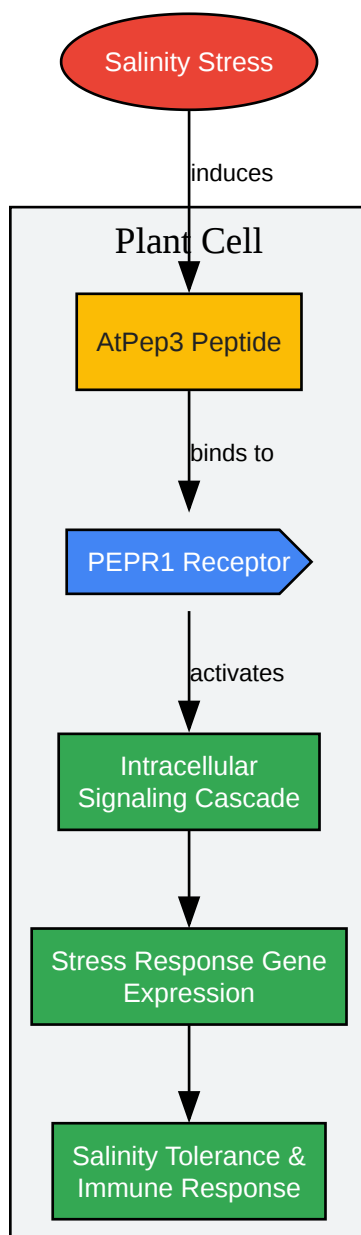 Salinity Stress
induces
Plant Cell
AtPep3 Peptide
binds to
PEPR1 Receptor
activates
Intracellular
Signaling Cascade
Stress Response Gene
Expression
Salinity Tolerance &
Immune Response